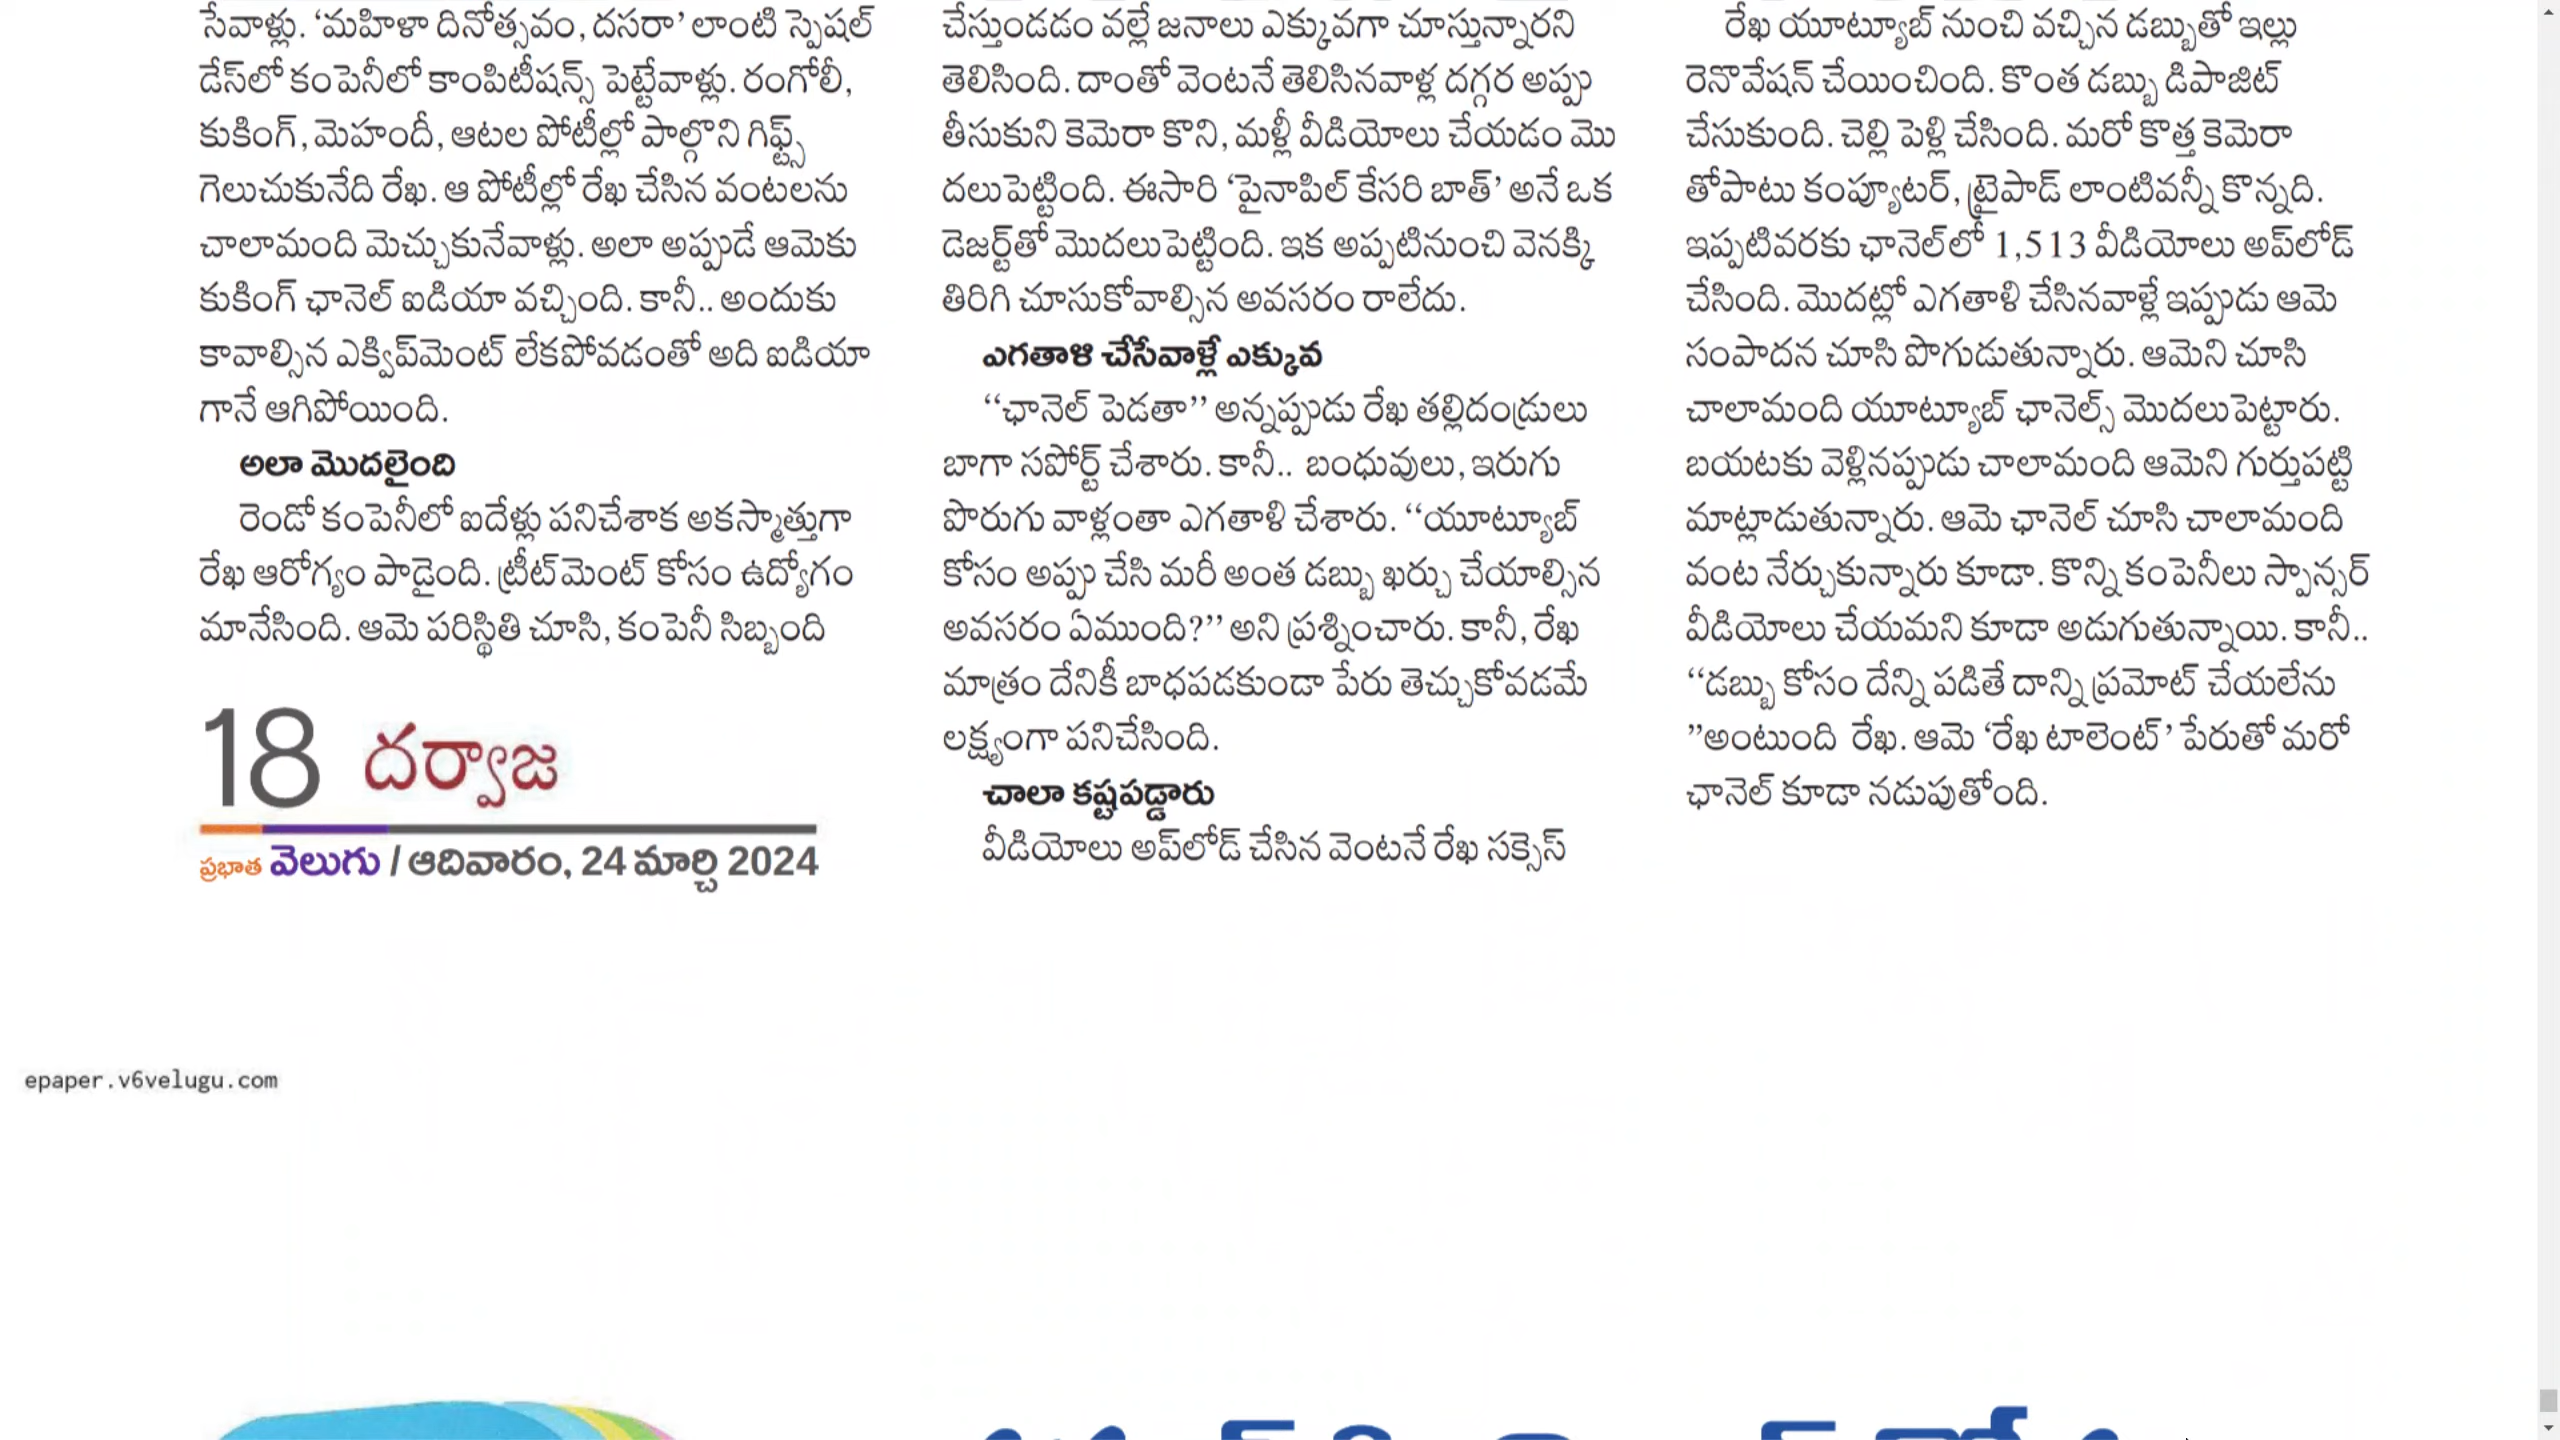 సేవాళ్లు. ‘మహిళా దినోత్సవం, దసరా’ లాంటి స్పెషల్
డేస్‌లో కంపెనీలో కాంపిటీషన్స్ పెట్టేవాళ్లు. రంగోలీ,
కుకింగ్, మెహందీ, ఆటల పోటీల్లో పాల్గొని గిఫ్ట్స్
గెలుచుకునేది రేఖ. ఆ పోటీల్లో రేఖ చేసిన వంటలను
చాలామంది మెచ్చుకునేవాళ్లు. అలా అప్పుడే ఆమెకు
కుకింగ్ ఛానెల్ ఐడియా వచ్చింది. కానీ.. అందుకు
కావాల్సిన ఎక్విప్‌మెంట్ లేకపోవడంతో అది ఐడియా
గానే ఆగిపోయింది.
అలా మొదలైంది
రెండో కంపెనీలో ఐదేళ్లు పనిచేశాక అకస్మాత్తుగా
రేఖ ఆరోగ్యం పాడైంది. ట్రీట్‌మెంట్ కోసం ఉద్యోగం
మానేసింది. ఆమె పరిస్థితి చూసి, కంపెనీ సిబ్బంది
18 దర్వాజ
ప్రభాత వెలుగు / ఆదివారం, 24 మార్చి 2024
చేస్తుండడం వల్లే జనాలు ఎక్కువగా చూస్తున్నారని
తెలిసింది. దాంతో వెంటనే తెలిసినవాళ్ల దగ్గర అప్పు
తీసుకుని కెమెరా కొని, మళ్లీ వీడియోలు చేయడం మొ
దలుపెట్టింది. ఈసారి ‘పైనాపిల్ కేసరి బాత్’ అనే ఒక
డెజర్ట్‌తో మొదలుపెట్టింది. ఇక అప్పటినుంచి వెనక్కి
తిరిగి చూసుకోవాల్సిన అవసరం రాలేదు.
ఎగతాళి చేసేవాళ్లే ఎక్కువ
‘‘ఛానెల్ పెడతా’’ అన్నప్పుడు రేఖ తల్లిదండ్రులు
బాగా సపోర్ట్ చేశారు. కానీ.. బంధువులు, ఇరుగు
పొరుగు వాళ్లంతా ఎగతాళి చేశారు. ‘‘యూట్యూబ్
కోసం అప్పు చేసి మరీ అంత డబ్బు ఖర్చు చేయాల్సిన
అవసరం ఏముంది?’’ అని ప్రశ్నించారు. కానీ, రేఖ
మాత్రం దేనికీ బాధపడకుండా పేరు తెచ్చుకోవడమే
లక్ష్యంగా పనిచేసింది.
చాలా కష్టపడ్డారు
వీడియోలు అప్‌లోడ్ చేసిన వెంటనే రేఖ సక్సెస్
రేఖ యూట్యూబ్ నుంచి వచ్చిన డబ్బుతో ఇల్లు
రెనొవేషన్ చేయించింది. కొంత డబ్బు డిపాజిట్
చేసుకుంది. చెల్లి పెళ్లి చేసింది. మరో కొత్త కెమెరా
తోపాటు కంప్యూటర్, ట్రైపాడ్ లాంటివన్నీ కొన్నది.
ఇప్పటివరకు ఛానెల్‌లో 1,513 వీడియోలు అప్‌లోడ్
చేసింది. మొదట్లో ఎగతాళి చేసినవాళ్లే ఇప్పుడు ఆమె
సంపాదన చూసి పొగుడుతున్నారు. ఆమెని చూసి
చాలామంది యూట్యూబ్ ఛానెల్స్ మొదలుపెట్టారు.
బయటకు వెళ్లినప్పుడు చాలామంది ఆమెని గుర్తుపట్టి
మాట్లాడుతున్నారు. ఆమె ఛానెల్ చూసి చాలామంది
వంట నేర్చుకున్నారు కూడా. కొన్ని కంపెనీలు స్పాన్సర్
వీడియోలు చేయమని కూడా అడుగుతున్నాయి. కానీ..
‘‘డబ్బు కోసం దేన్ని పడితే దాన్ని ప్రమోట్ చేయలేను
’’అంటుంది రేఖ. ఆమె ‘రేఖ టాలెంట్’ పేరుతో మరో
ఛానెల్ కూడా నడుపుతోంది.
epaper.v6velugu.com